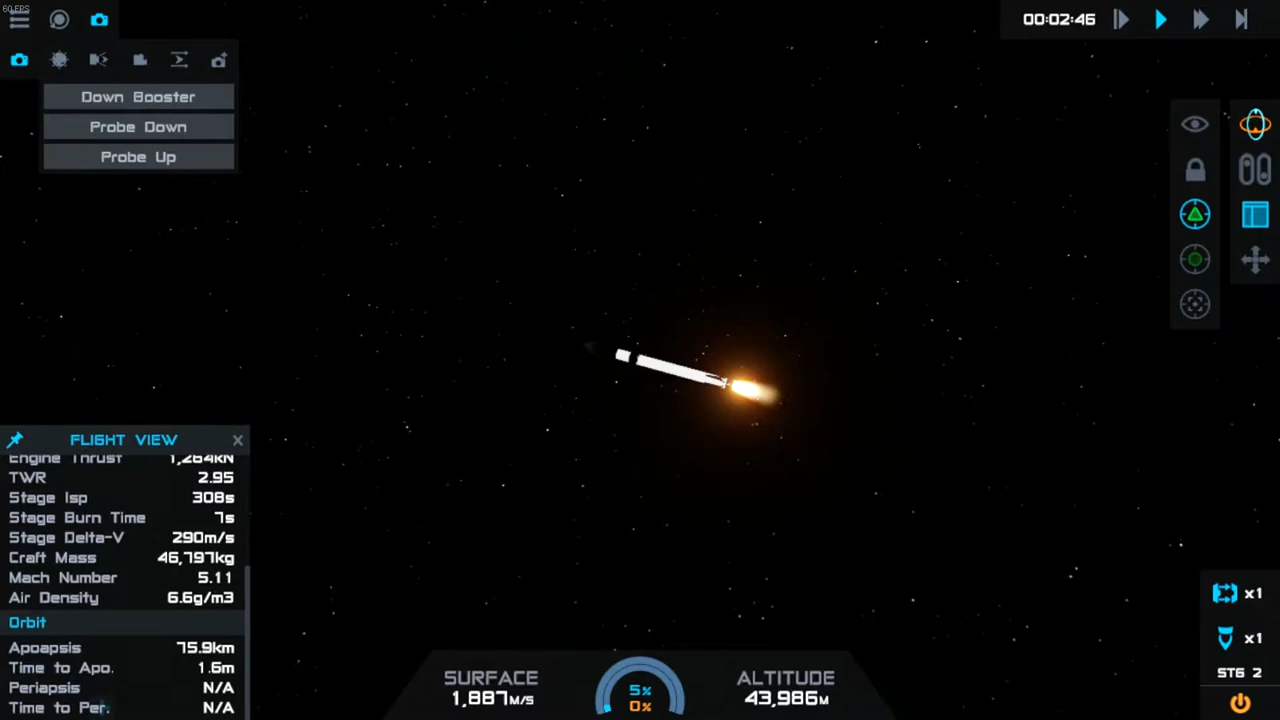 60 FPS
00:02:46
Down Booster
Probe Down
Probe Up
FLIGHT VIEW
Engine Thrust 1,264kN
TWR 2.95
Stage Isp 308s
Stage Burn Time 7s
Stage Delta-V 290m/s
Craft Mass 46,797kg
Mach Number 5.11
Air Density 6.6g/m3
Orbit
Apoapsis 75.9km
Time to Apo. 1.6m
Periapsis N/A
Time to Per. N/A
SURFACE
1,887M/S
5%
0%
ALTITUDE
43,986M
x1
x1
STG 2